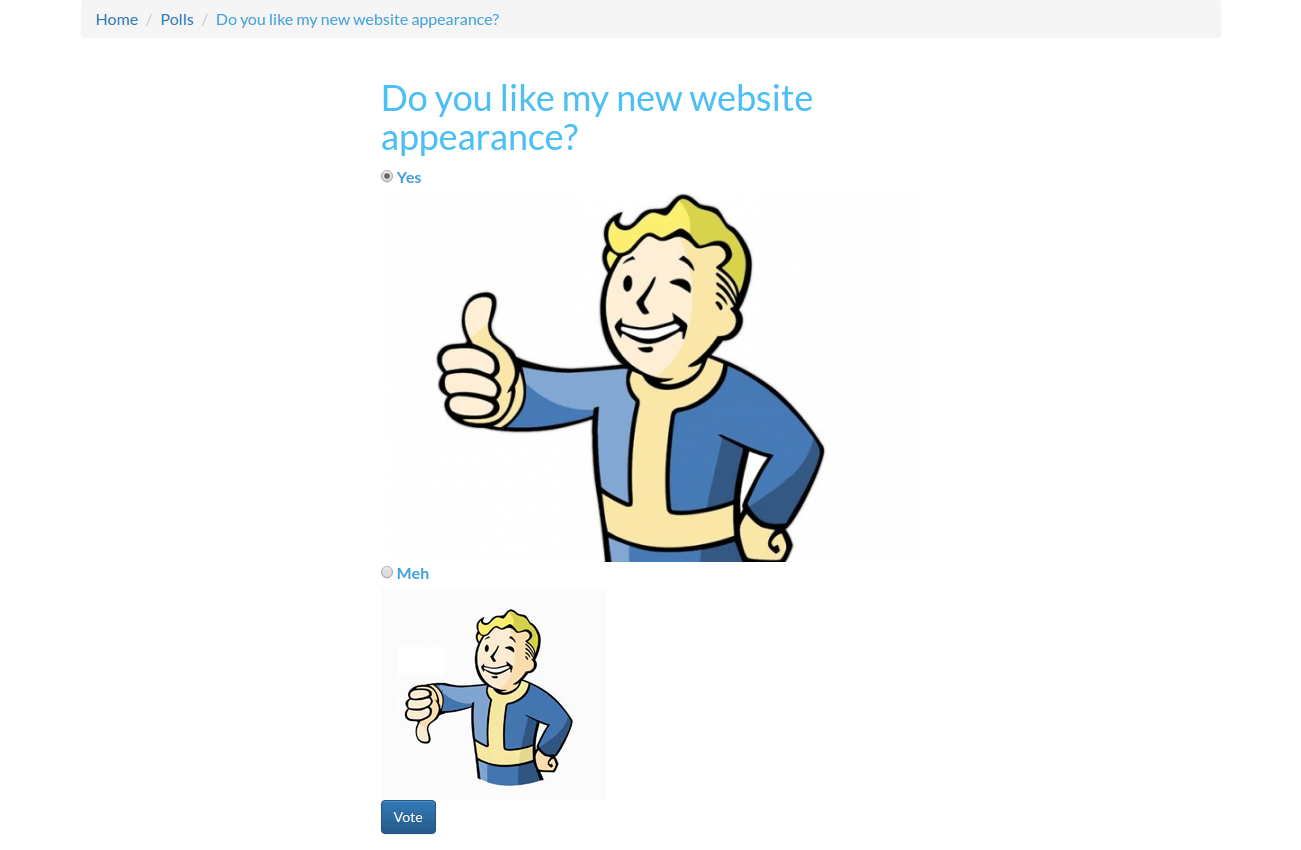 Home / Polls / Do you like my new website appearance?
Do you like my new website
appearance?
Yes
Meh
Vote